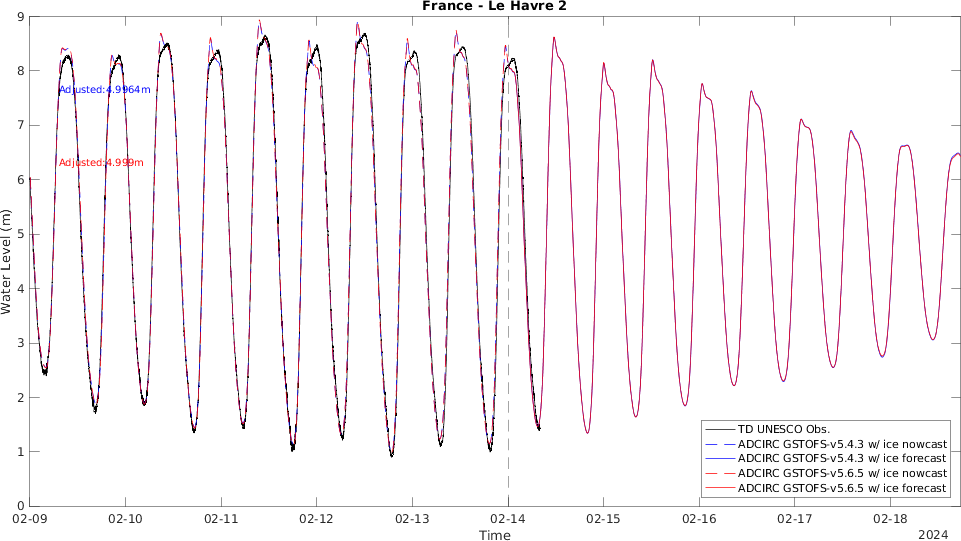 France - Le Havre 2
9
8
7
6
5
4
3
2
1
0
Water Level (m)
Adjusted:4.9964m
Adjusted:4.999m
TD UNESCO Obs.
ADCIRC GSTOFS-v5.4.3 w/ ice nowcast
ADCIRC GSTOFS-v5.4.3 w/ ice forecast
ADCIRC GSTOFS-v5.6.5 w/ ice nowcast
ADCIRC GSTOFS-v5.6.5 w/ ice forecast
02-09 02-10 02-11 02-12 02-13 02-14 02-15 02-16 02-17 02-18
Time
2024